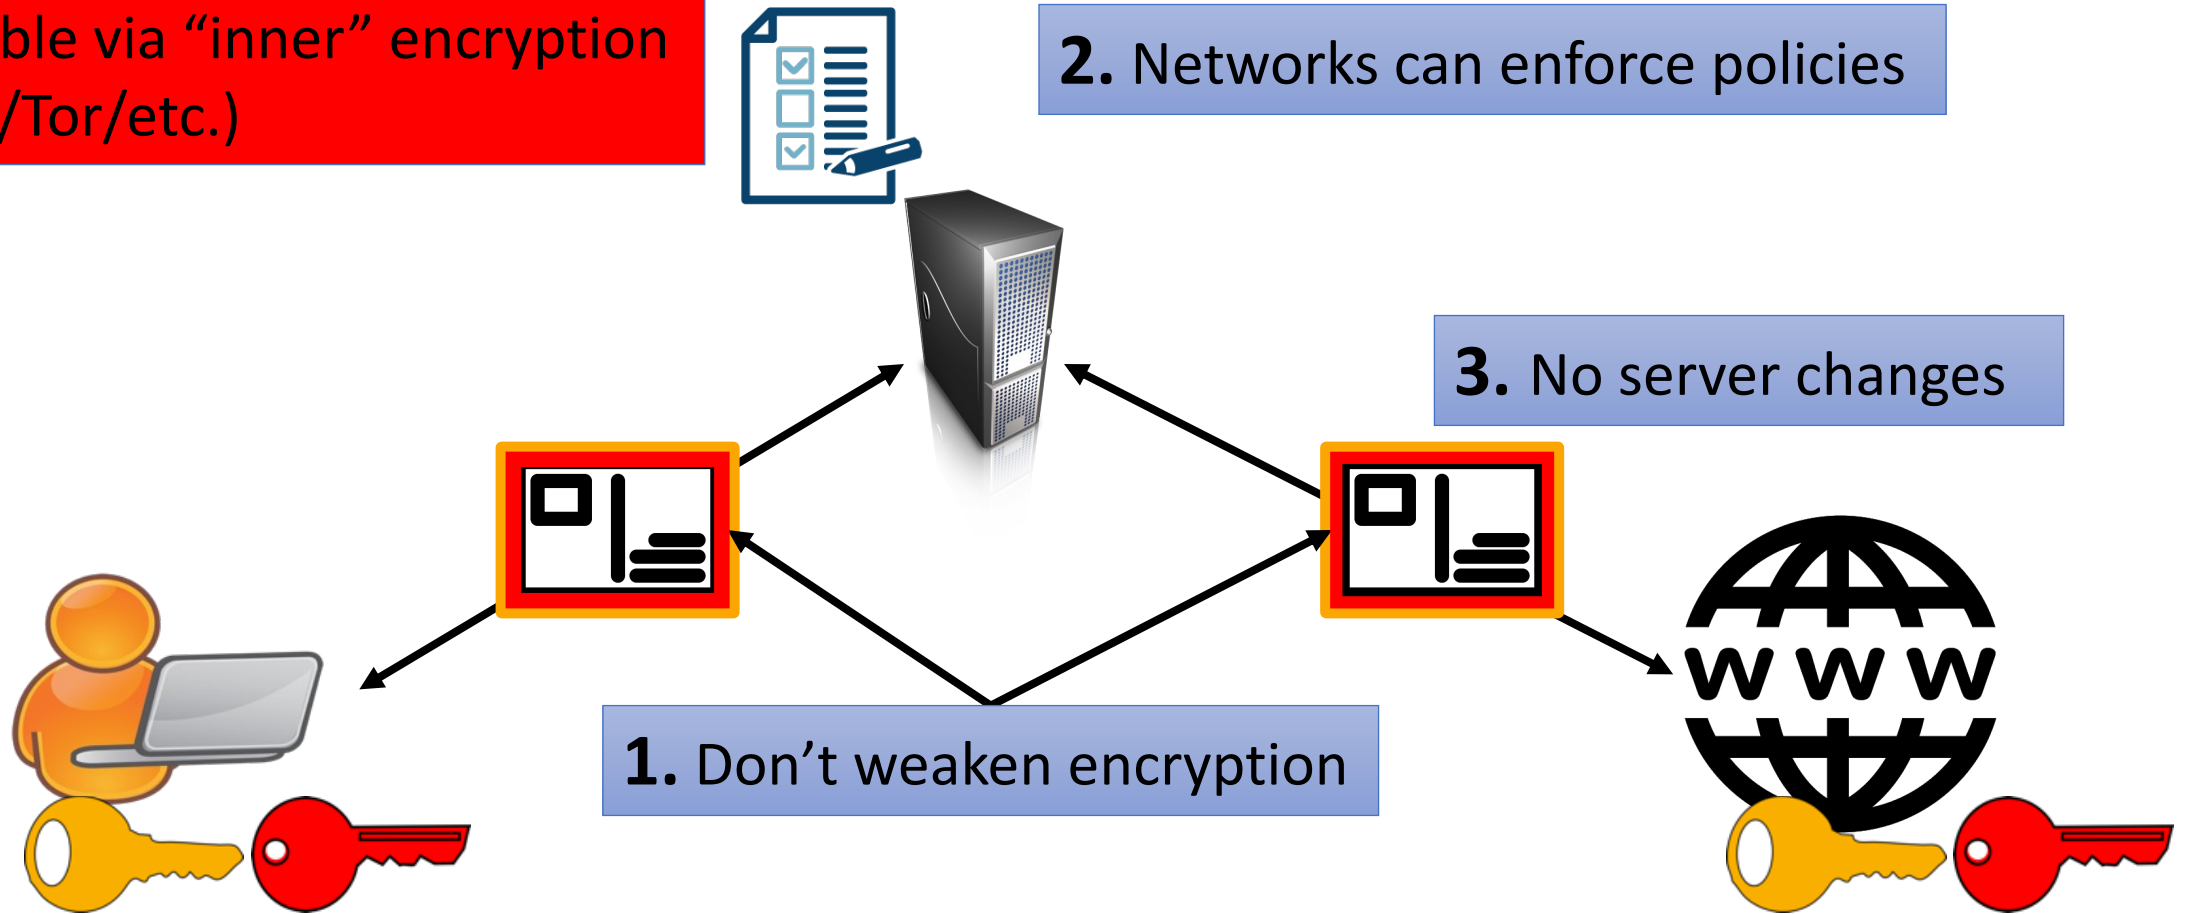 ble via “inner” encryption
/Tor/etc.)
2. Networks can enforce policies
3. No server changes
W W W
1. Don’t weaken encryption